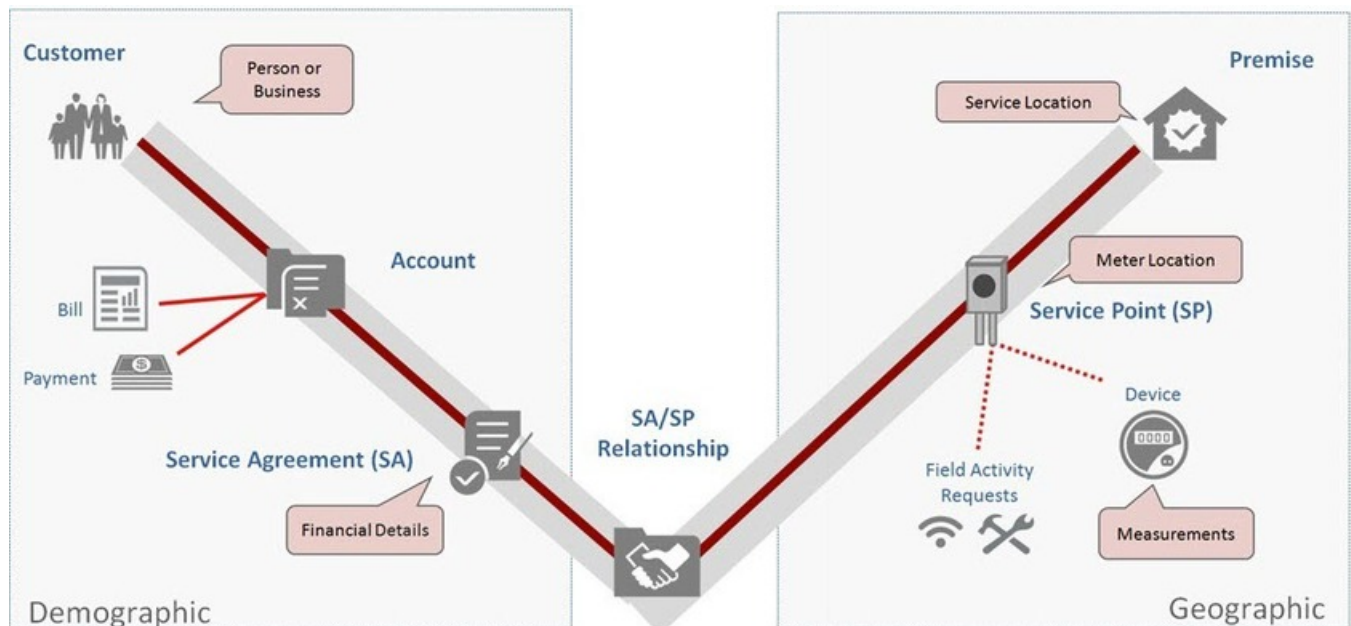 Customer
Person or
Business
Account
Bill
Payment
Service Agreement (SA)
Financial Details
Demographic
SA/SP
Relationship
Premise
Service Location
Meter Location
Service Point (SP)
Device
0000
Field Activity
Requests
Measurements
Geographic